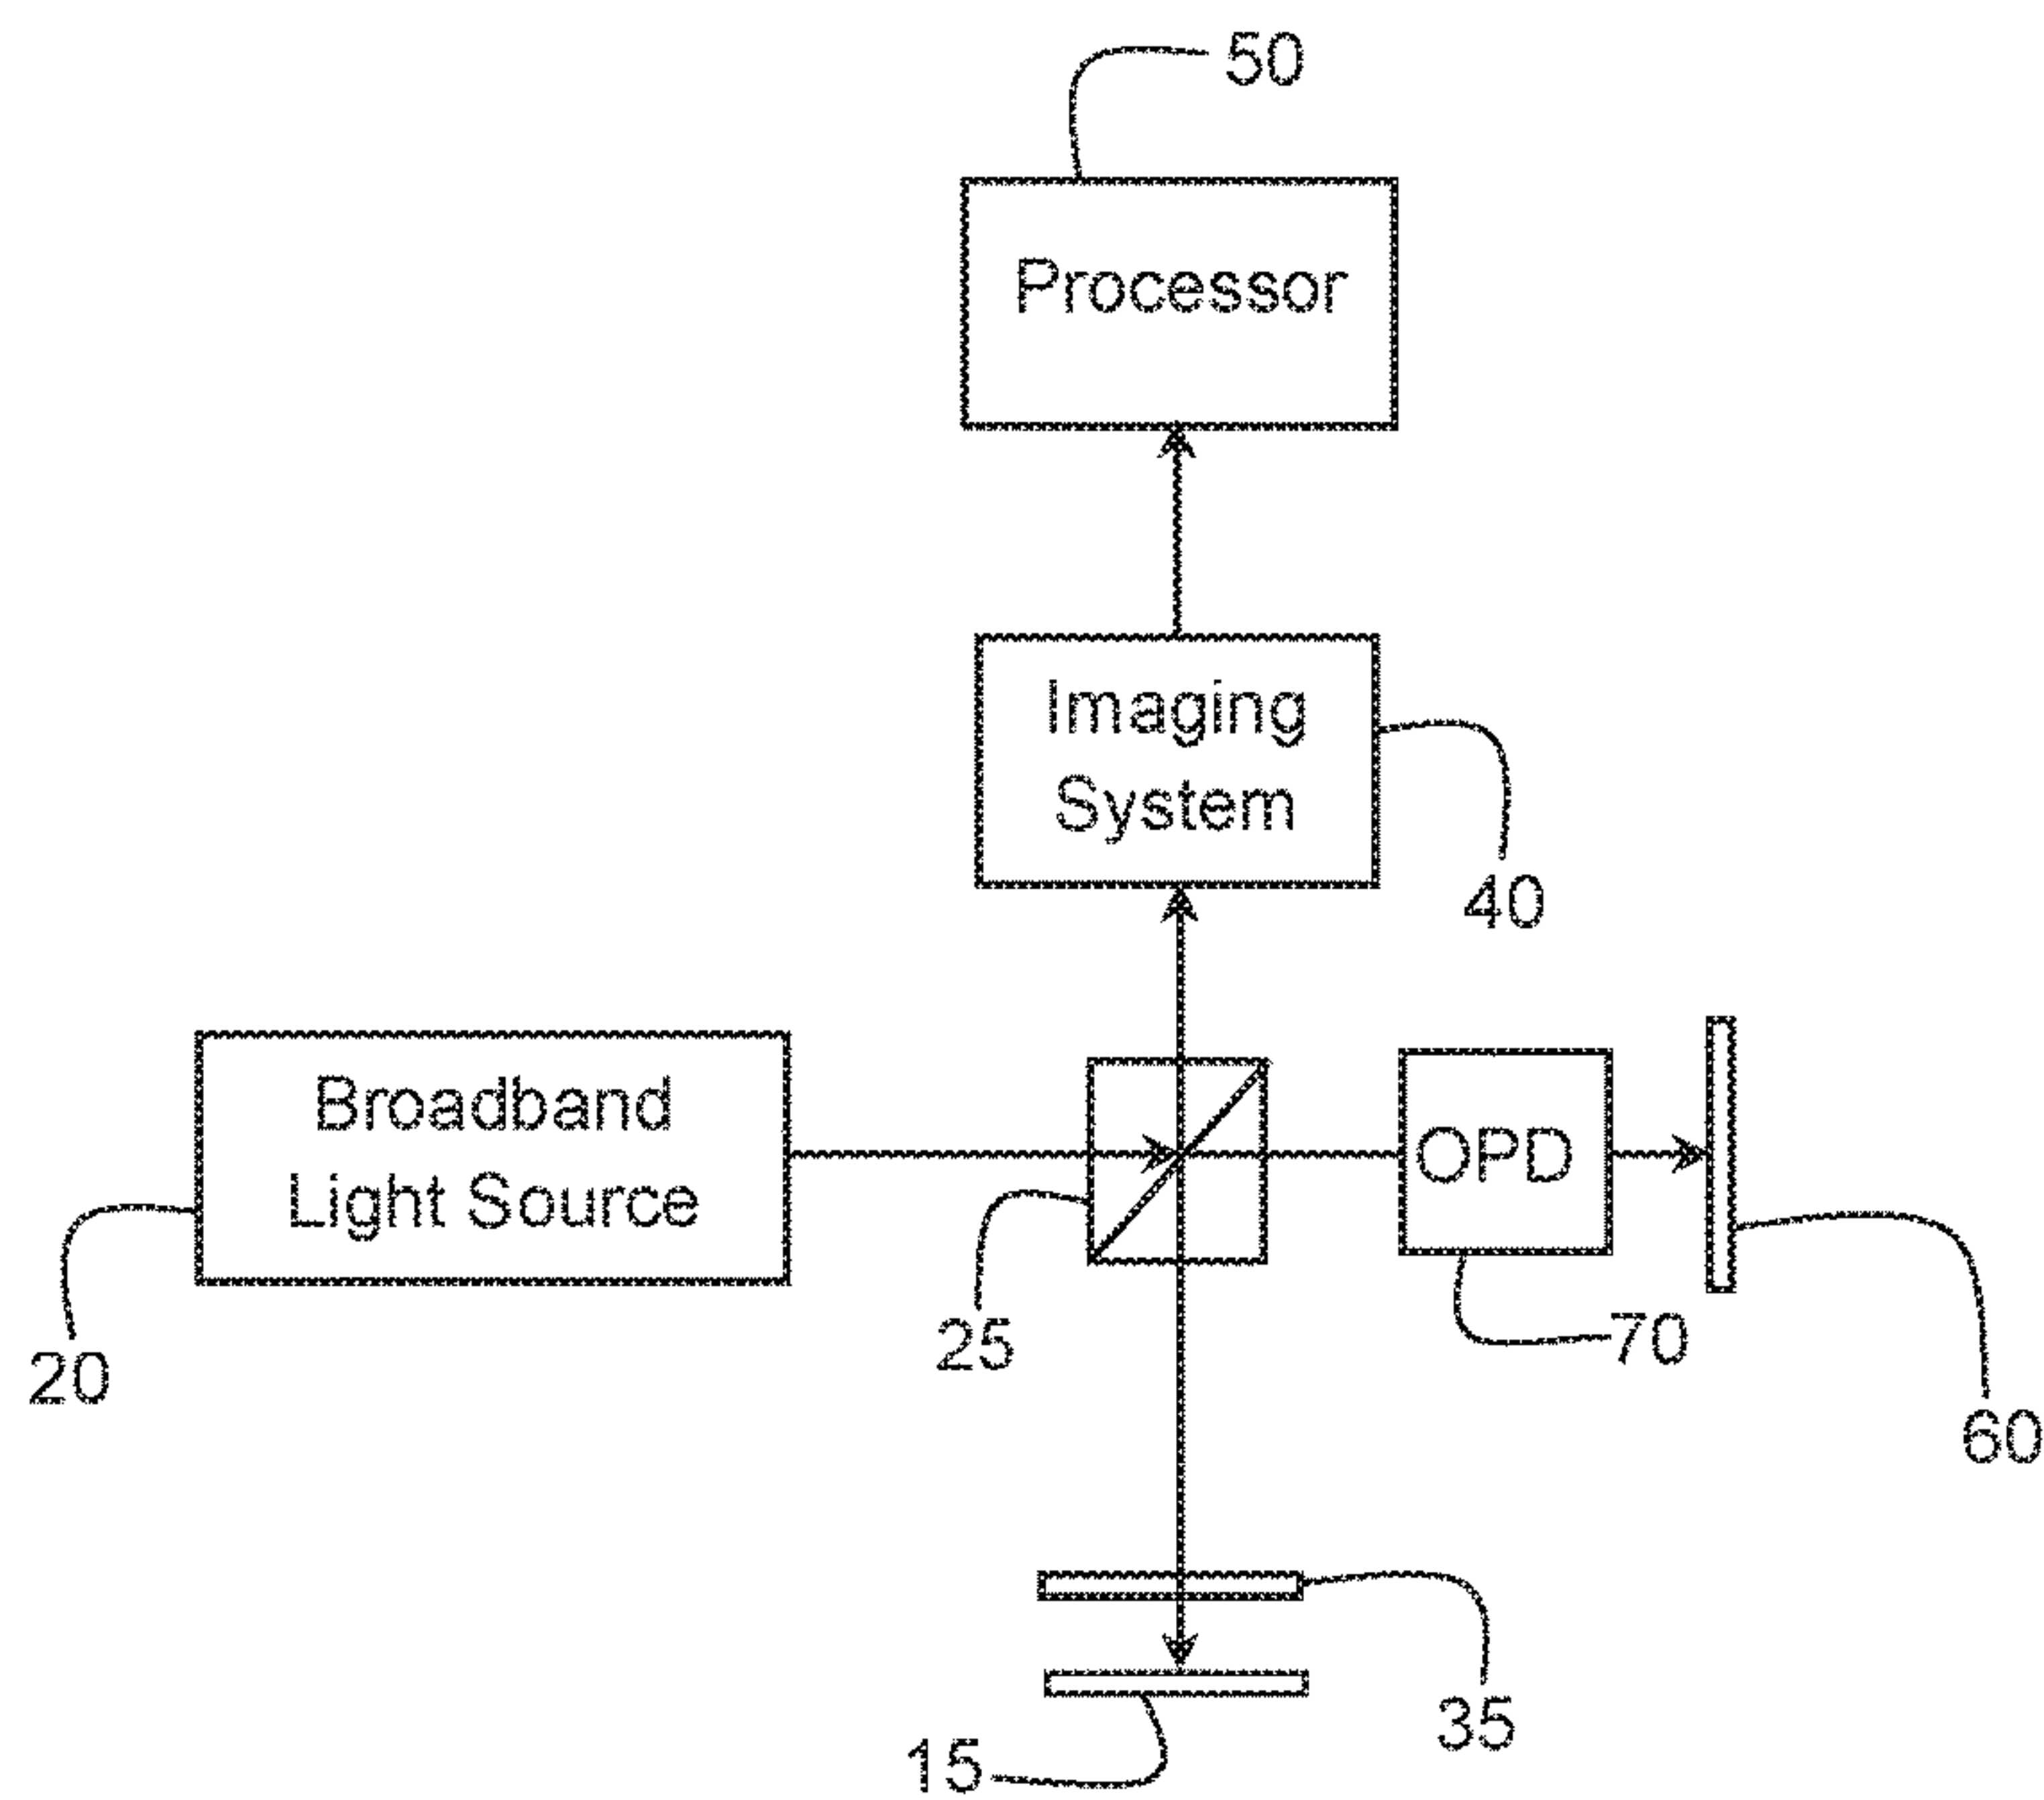 50
Processor
Imaging
System
40
Broadband
Light Source
OPD
20
25
70
60
35
15